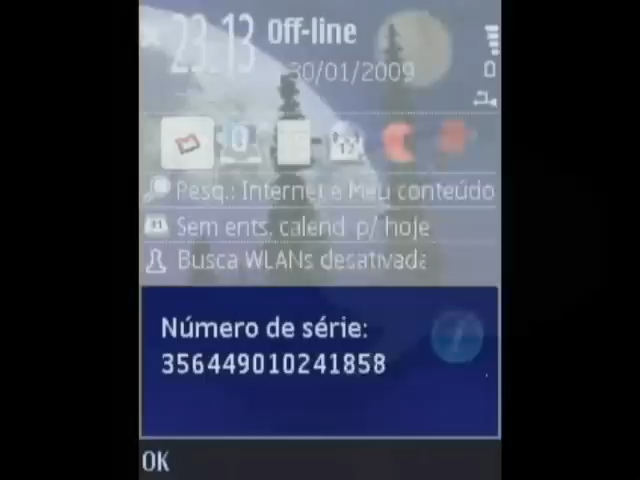 23.13 Off-line
30/01/2009
Pesq.: Internet e Meu conteúdo
Sem ents. calend p/ hoje
Busca WLANs desativada
Número de série:
356449010241858
OK